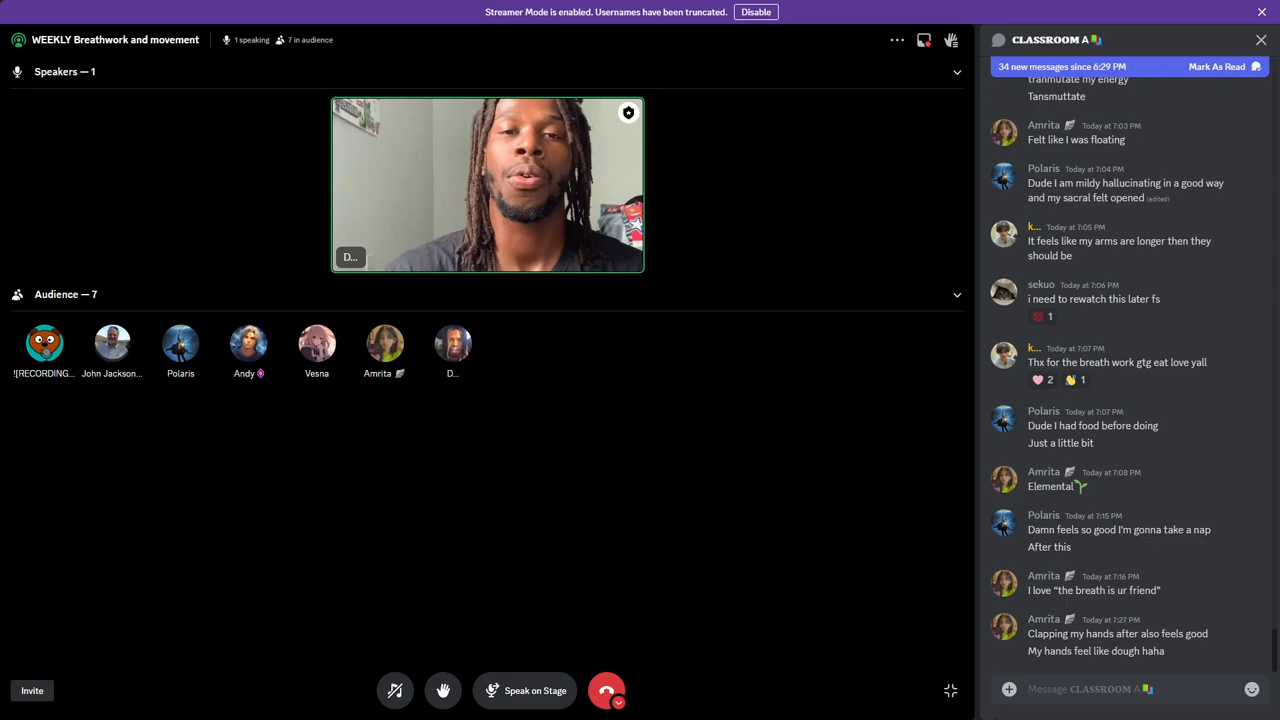 Streamer Mode is enabled. Usernames have been truncated. Disable
WEEKLY Breathwork and movement
1 speaking 7 in audience
Speakers — 1
D...
Audience — 7
![RECORDING... John Jackson... Polaris Andy Vesna Amrita D...
Invite
Speak on Stage
CLASSROOM A
34 new messages since 6:29 PM Mark As Read
tranmutate my energy
Tansmuttate
Amrita Today at 7:03 PM
Felt like I was floating
Polaris Today at 7:04 PM
Dude I am mildy hallucinating in a good way
and my sacral felt opened (edited)
k... Today at 7:05 PM
It feels like my arms are longer then they
should be
sekuo Today at 7:06 PM
i need to rewatch this later fs
💯 1
k... Today at 7:07 PM
Thx for the breath work gtg eat love yall
🩷 2 👋 1
Polaris Today at 7:07 PM
Dude I had food before doing
Just a little bit
Amrita Today at 7:08 PM
Elemental🌱
Polaris Today at 7:15 PM
Damn feels so good I'm gonna take a nap
After this
Amrita Today at 7:16 PM
I love “the breath is ur friend”
Amrita Today at 7:27 PM
Clapping my hands after also feels good
My hands feel like dough haha
Message CLASSROOM A